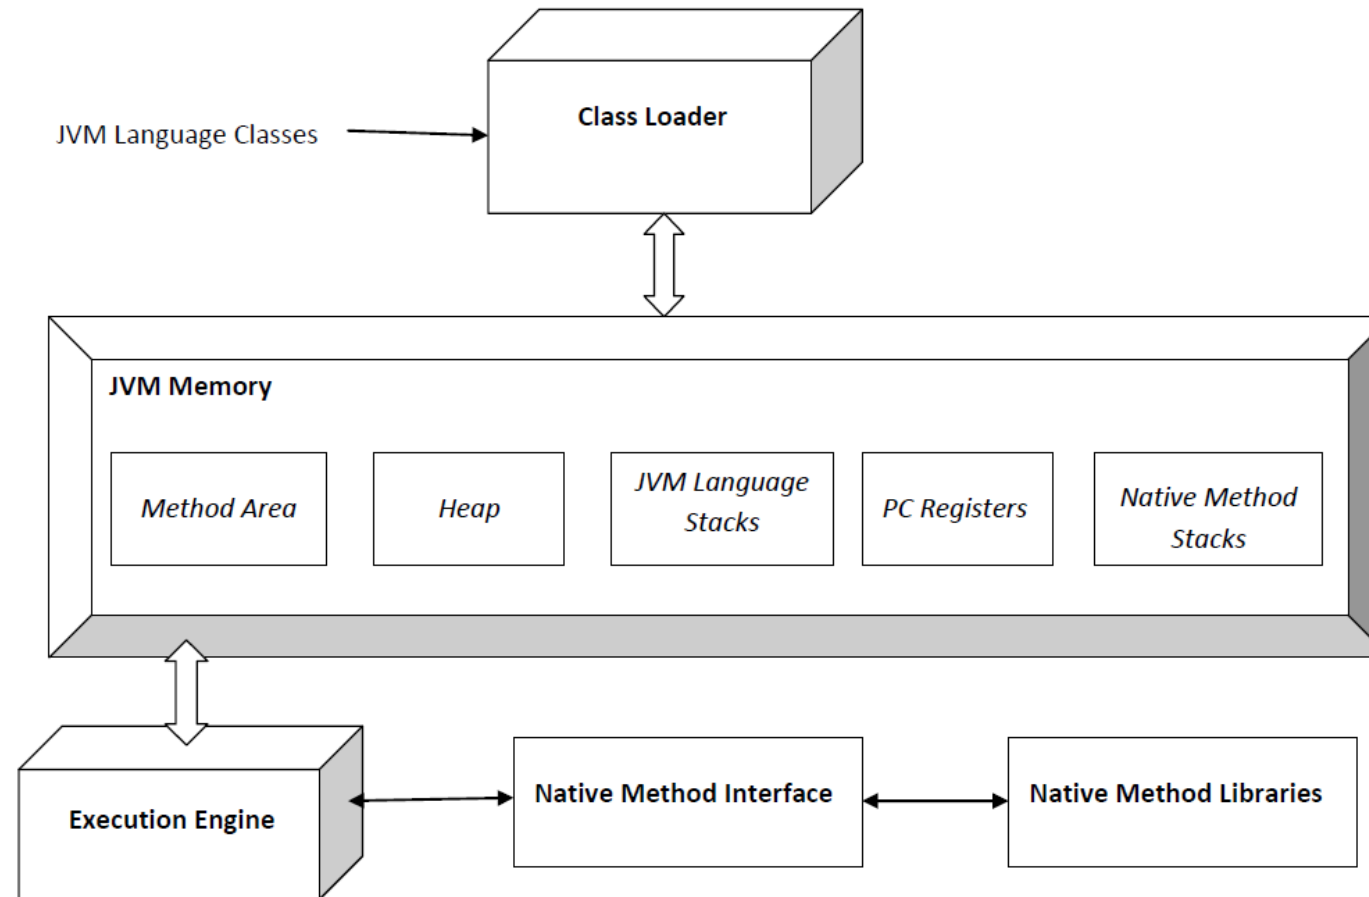 Class Loader
JVM Language Classes
JVM Memory
Method Area
Heap
JVM Language
Stacks
PC Registers
Native Method
Stacks
Execution Engine
Native Method Interface
Native Method Libraries